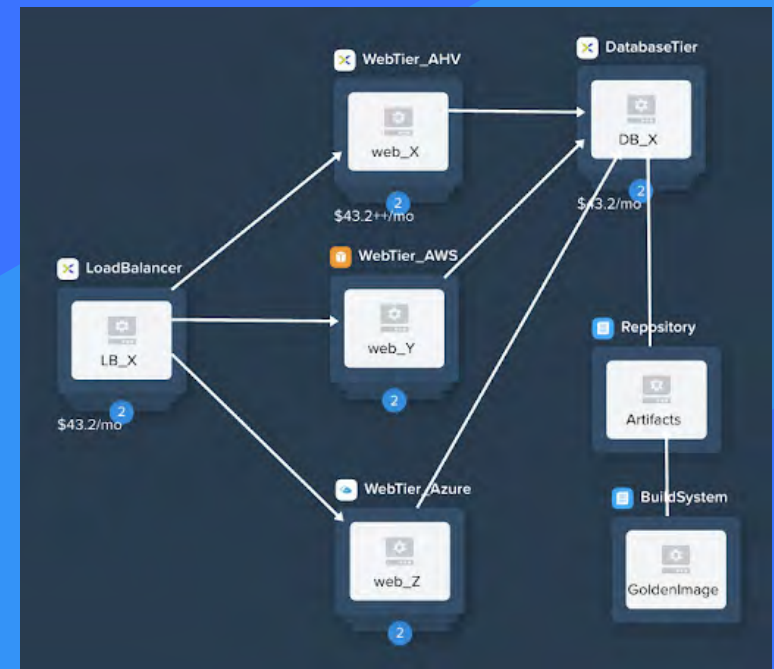 WebTier_AHV
web_X
2
$43.2++/mo
DatabaseTier
DB_X
2
$43.2/mo
LoadBalancer
LB_X
2
$43.2/mo
WebTier_AWS
web_Y
2
Repository
Artifacts
WebTier_Azure
web_Z
2
BuildSystem
GoldenImage